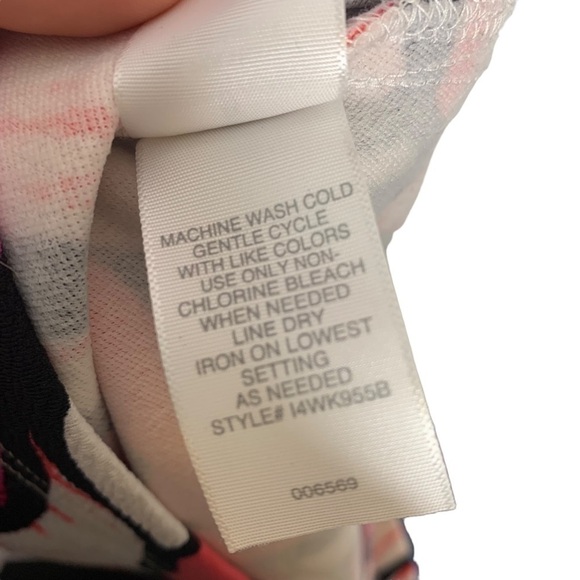 MACHINE WASH COLD
GENTLE CYCLE
WITH LIKE COLORS
USE ONLY NON-
CHLORINE BLEACH
WHEN NEEDED
LINE DRY
IRON ON LOWEST
SETTING
AS NEEDED
STYLE# I4WK955B
006569